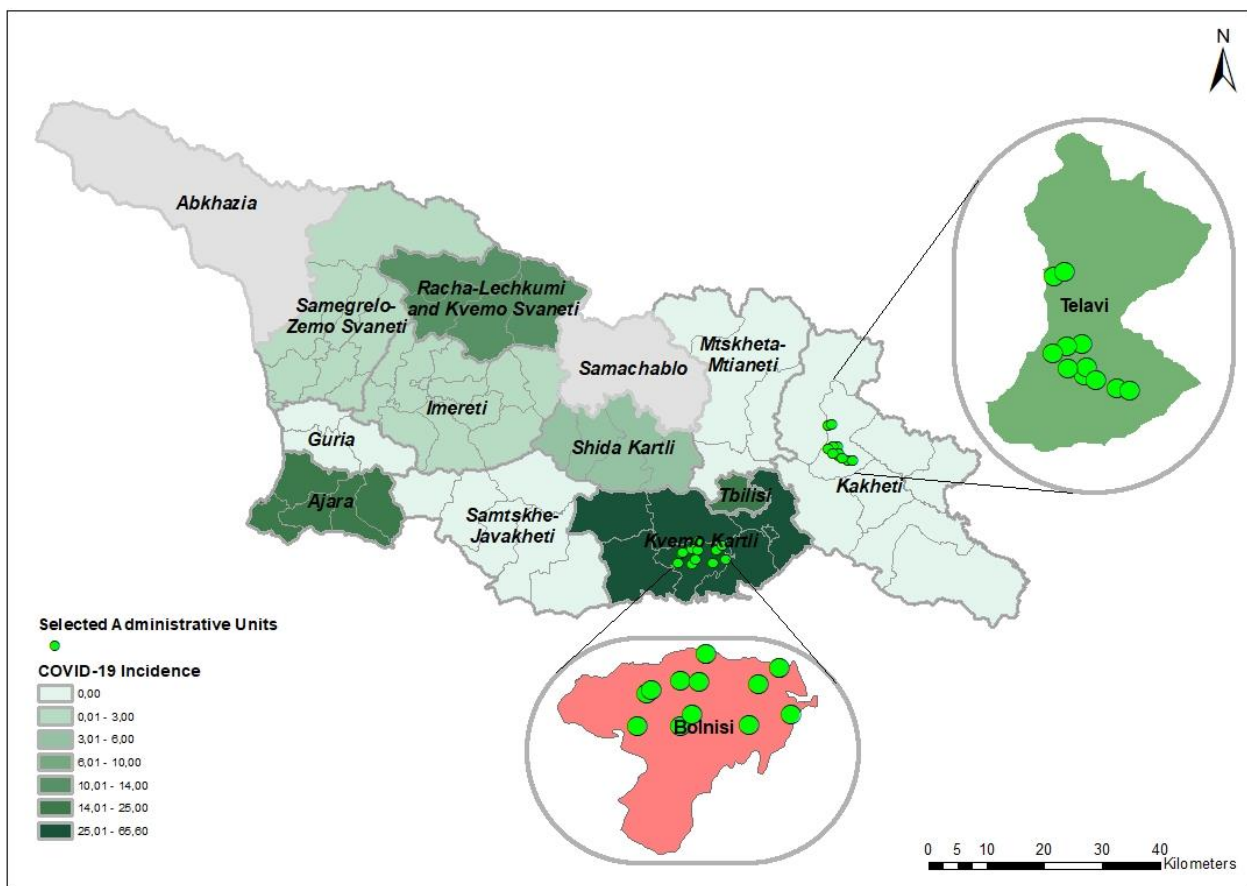 N
Abkhazia
Racha-Lechkumi
and Kvemo Svaneti
Samegrelo-
Zemo Svaneti
Mtskheta-
Mtianeti
Telavi
Samachablo
Imereti
Guria
Shida Kartli
Kakheti
Ajara
Tbilisi
Samtskhe-
Javakheti
Kvemo Kartli
Bolnisi
Selected Administrative Units
COVID-19 Incidence
0,00
0,01 - 3,00
3,01 - 6,00
6,01 - 10,00
10,01 - 14,00
14,01 - 25,00
25,01 - 65,60
0 5 10 20 30 40
Kilometers